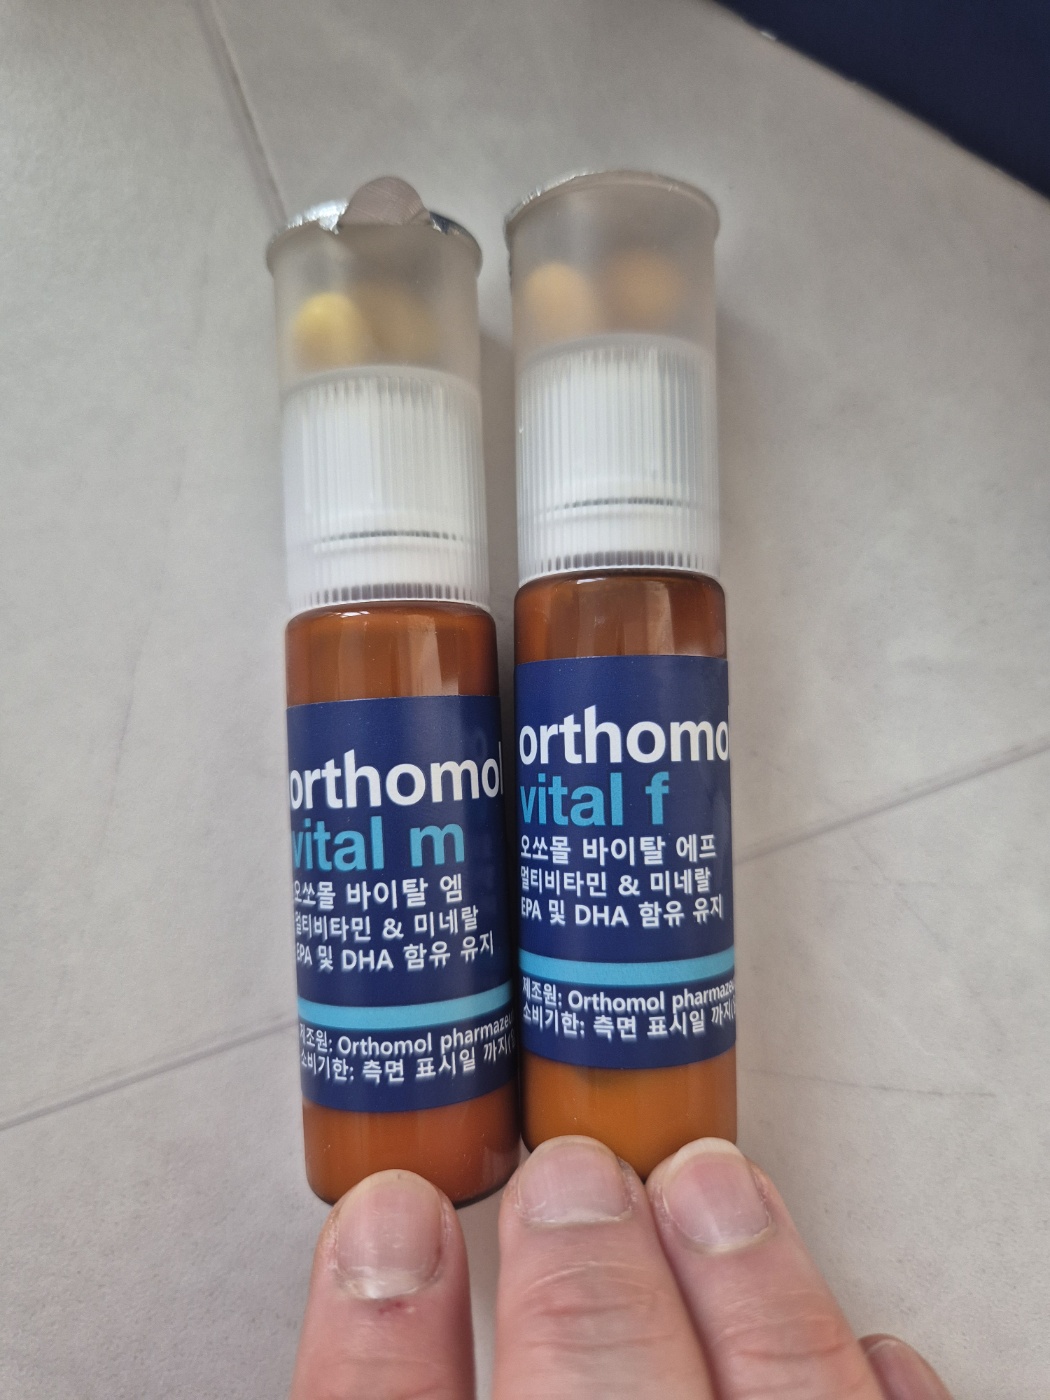 orthomol
vital m
오쏘몰 바이탈 엠
멀티비타민 & 미네랄
EPA 및 DHA 함유 유지
제조원: Orthomol
소비기한: 측면 표시일 까지
orthomol
vital f
오쏘몰 바이탈 에프
멀티비타민 & 미네랄
EPA 및 DHA 함유 유지
제조원: Orthomol
소비기한: 측면 표시일 까지